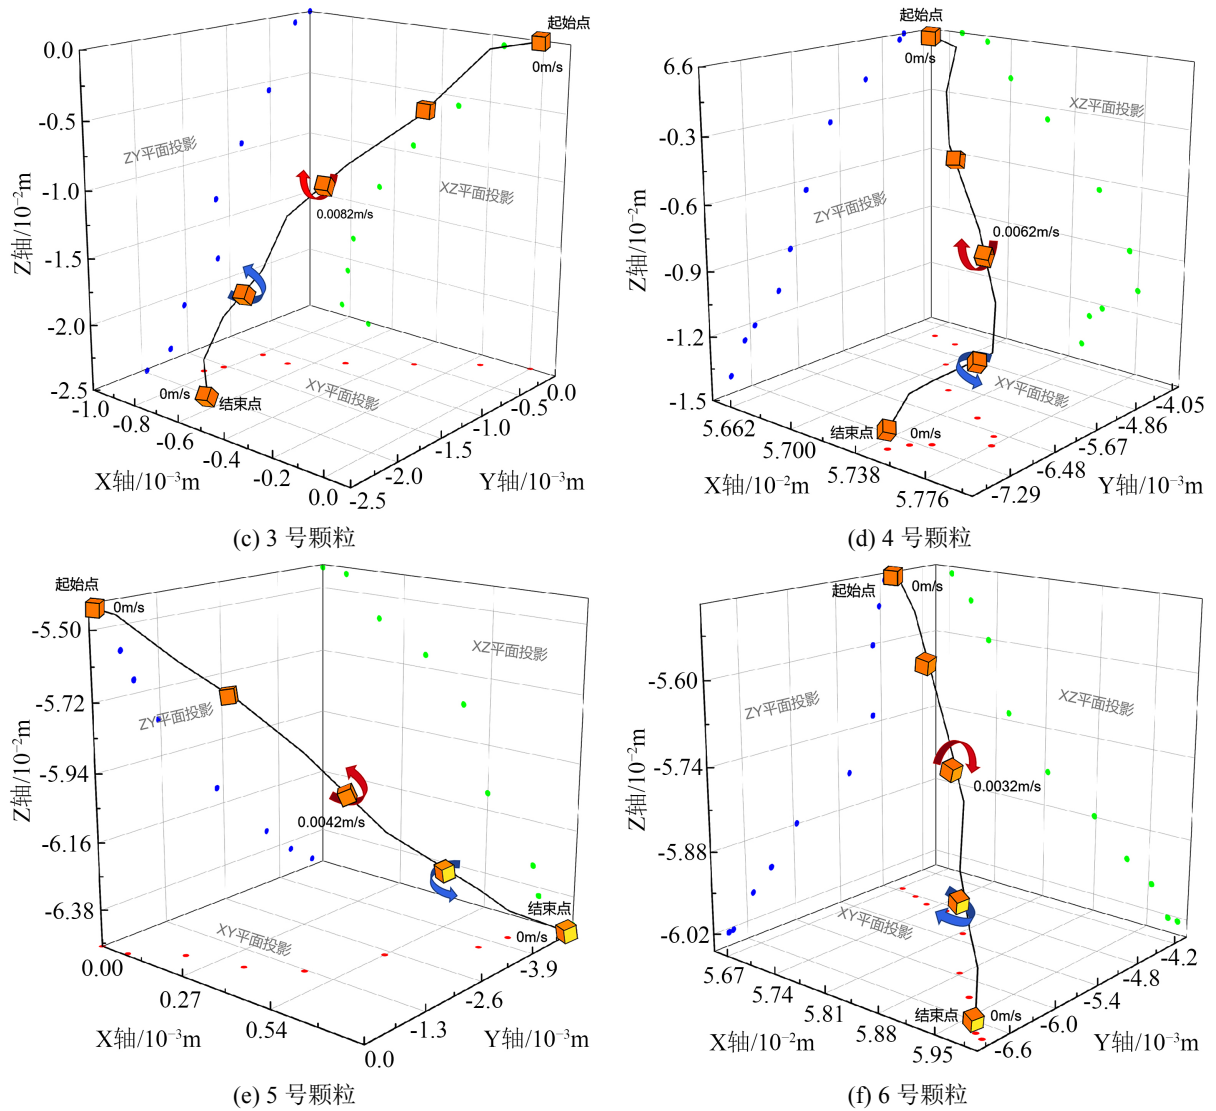 起始点
0m/s
0.0
-0.5
-1.0
-1.5
-2.0
-2.5
Z轴/10⁻²m
ZY平面投影
XZ平面投影
0.0082m/s
XY平面投影
0m/s
结束点
-1.0
-0.8
-0.6
-0.4
-0.2
0.0
X轴/10⁻³m
-2.5
-2.0
-1.5
-1.0
-0.5
0.0
Y轴/10⁻³m
(c) 3 号颗粒
起始点
0m/s
6.6
-0.3
-0.6
-0.9
-1.2
-1.5
Z轴/10⁻²m
XZ平面投影
ZY平面投影
0.0062m/s
XY平面投影
结束点
0m/s
5.662
5.700
5.738
5.776
X轴/10⁻²m
-7.29
-6.48
-5.67
-4.86
-4.05
Y轴/10⁻³m
(d) 4 号颗粒
起始点
0m/s
-5.50
-5.72
-5.94
-6.16
-6.38
Z轴/10⁻²m
XZ平面投影
ZY平面投影
0.0042m/s
XY平面投影
结束点
0m/s
0.00
0.27
0.54
X轴/10⁻³m
0.0
-1.3
-2.6
-3.9
Y轴/10⁻³m
(e) 5 号颗粒
起始点
0m/s
-5.60
-5.74
-5.88
-6.02
Z轴/10⁻²m
ZY平面投影
XZ平面投影
0.0032m/s
XY平面投影
结束点
0m/s
5.67
5.74
5.81
5.88
5.95
X轴/10⁻²m
-6.6
-6.0
-5.4
-4.8
-4.2
Y轴/10⁻³m
(f) 6 号颗粒